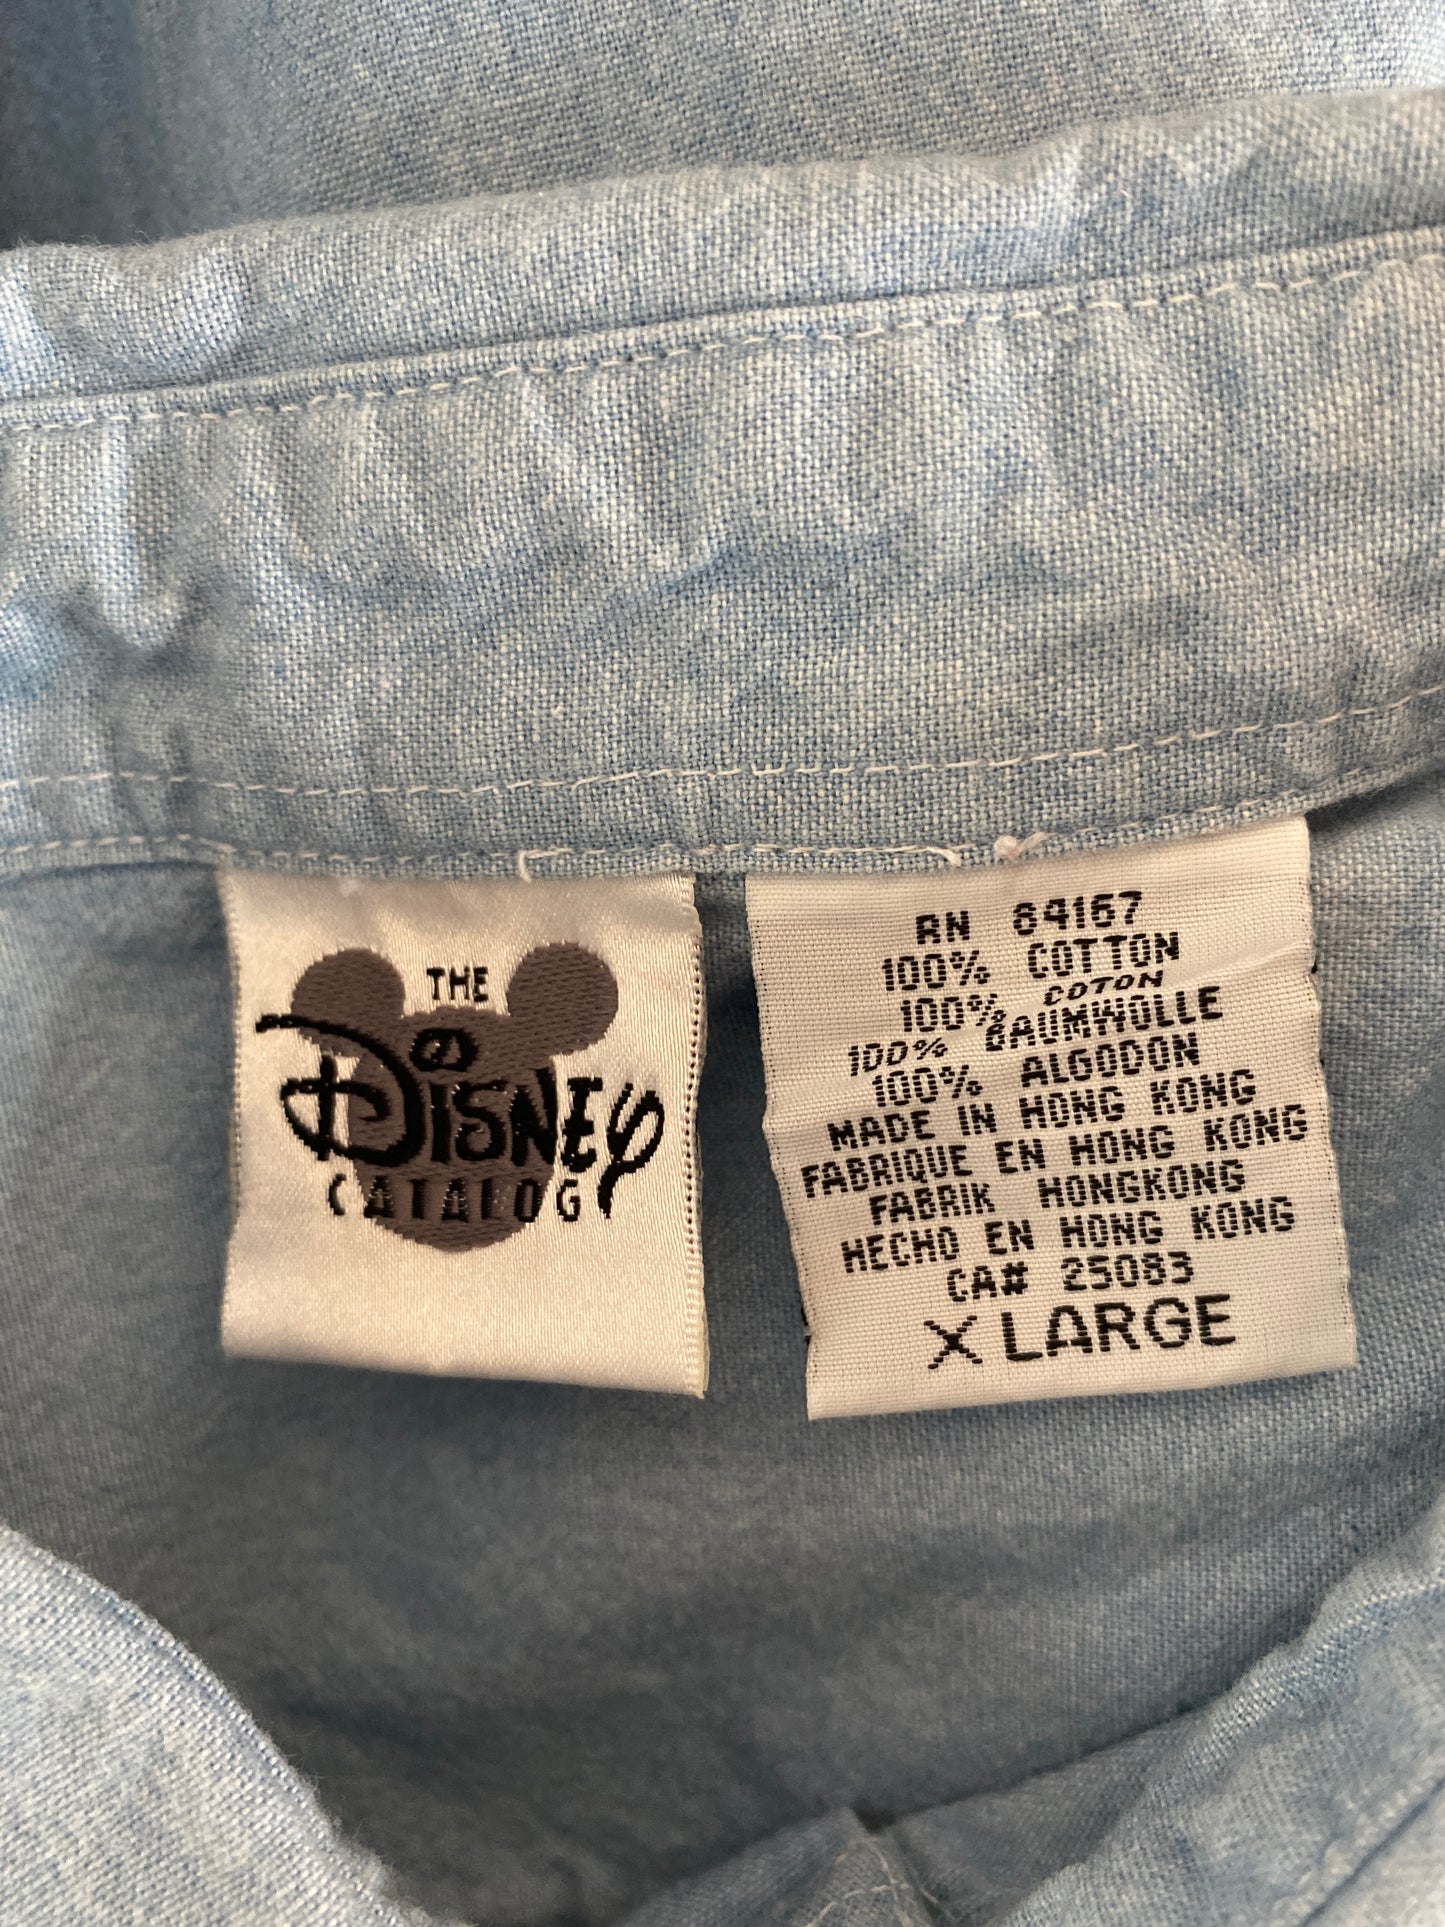 THE
DISNEY
CATALOG
RN 64167
100% COTTON
100% COTON
100% BAUMWOLLE
100% ALGODON
MADE IN HONG KONG
FABRIQUE EN HONG KONG
FABRIK HONGKONG
HECHO EN HONG KONG
CA# 25083
X LARGE